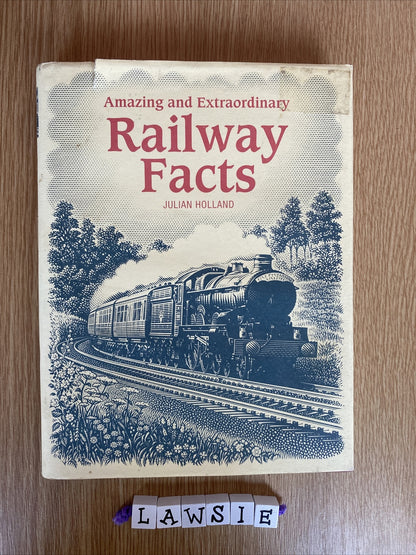 Amazing and Extraordinary
Railway
Facts
JULIAN HOLLAND
LAWSIE